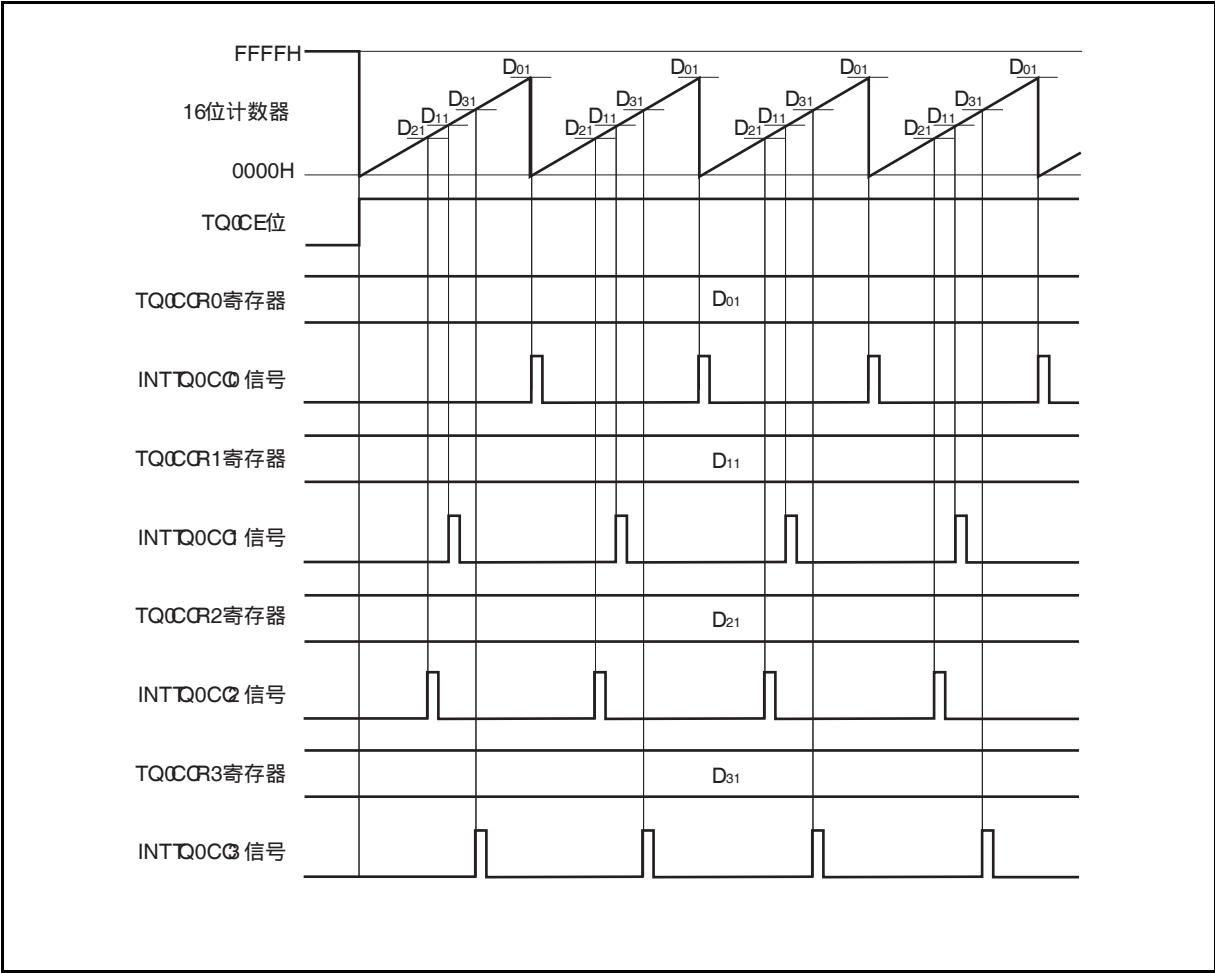 FFFFH
D01 D01 D01 D01
D31 D31 D31 D31
16位计数器
D11 D11 D11 D11
D21 D21 D21 D21
0000H
TQ0CE位
TQ0CCR0寄存器
D01
INTTQ0CC0 信号
TQ0CCR1寄存器
D11
INTTQ0CC1 信号
TQ0CCR2寄存器
D21
INTTQ0CC2 信号
TQ0CCR3寄存器
D31
INTTQ0CC3 信号